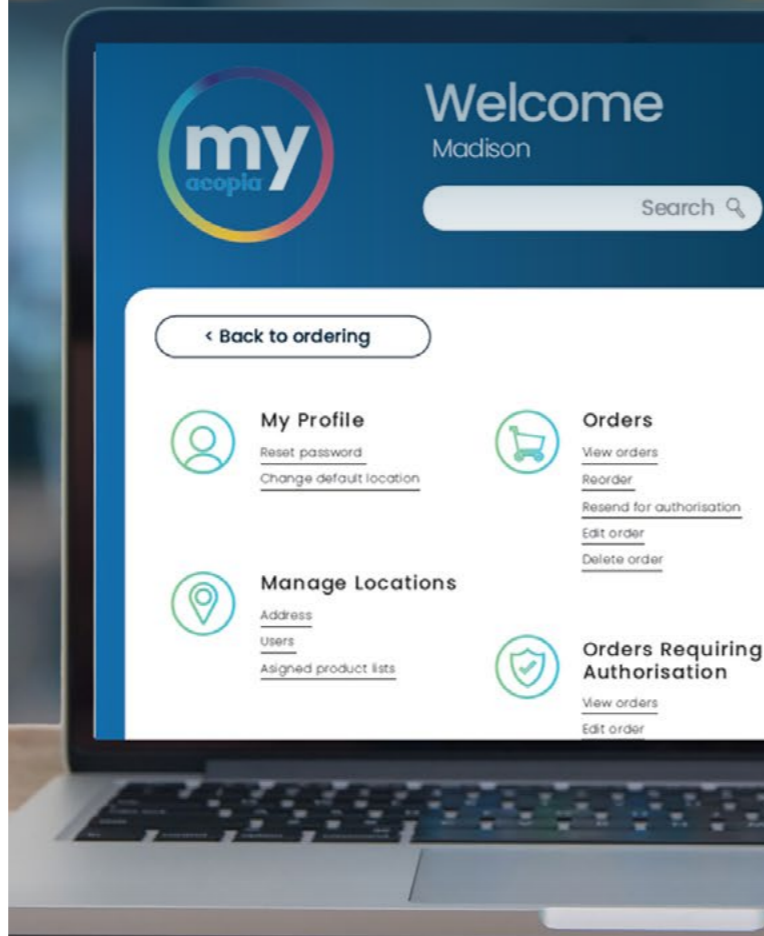 my
acopia
Welcome
Madison
Search
< Back to ordering
My Profile
Reset password
Change default location
Manage Locations
Address
Users
Asigned product lists
Orders
View orders
Reorder
Resend for authorisation
Edit order
Delete order
Orders Requiring
Authorisation
View orders
Edit order